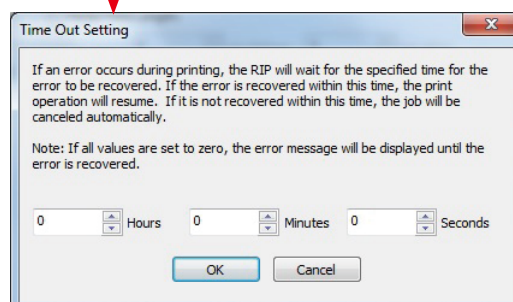 Time Out Setting
If an error occurs during printing, the RIP will wait for the specified time for the
error to be recovered. If the error is recovered within this time, the print
operation will resume.  If it is not recovered within this time, the job will be
canceled automatically.
Note: If all values are set to zero, the error message will be displayed until the
error is recovered.
0 Hours 0 Minutes 0 Seconds
OK Cancel